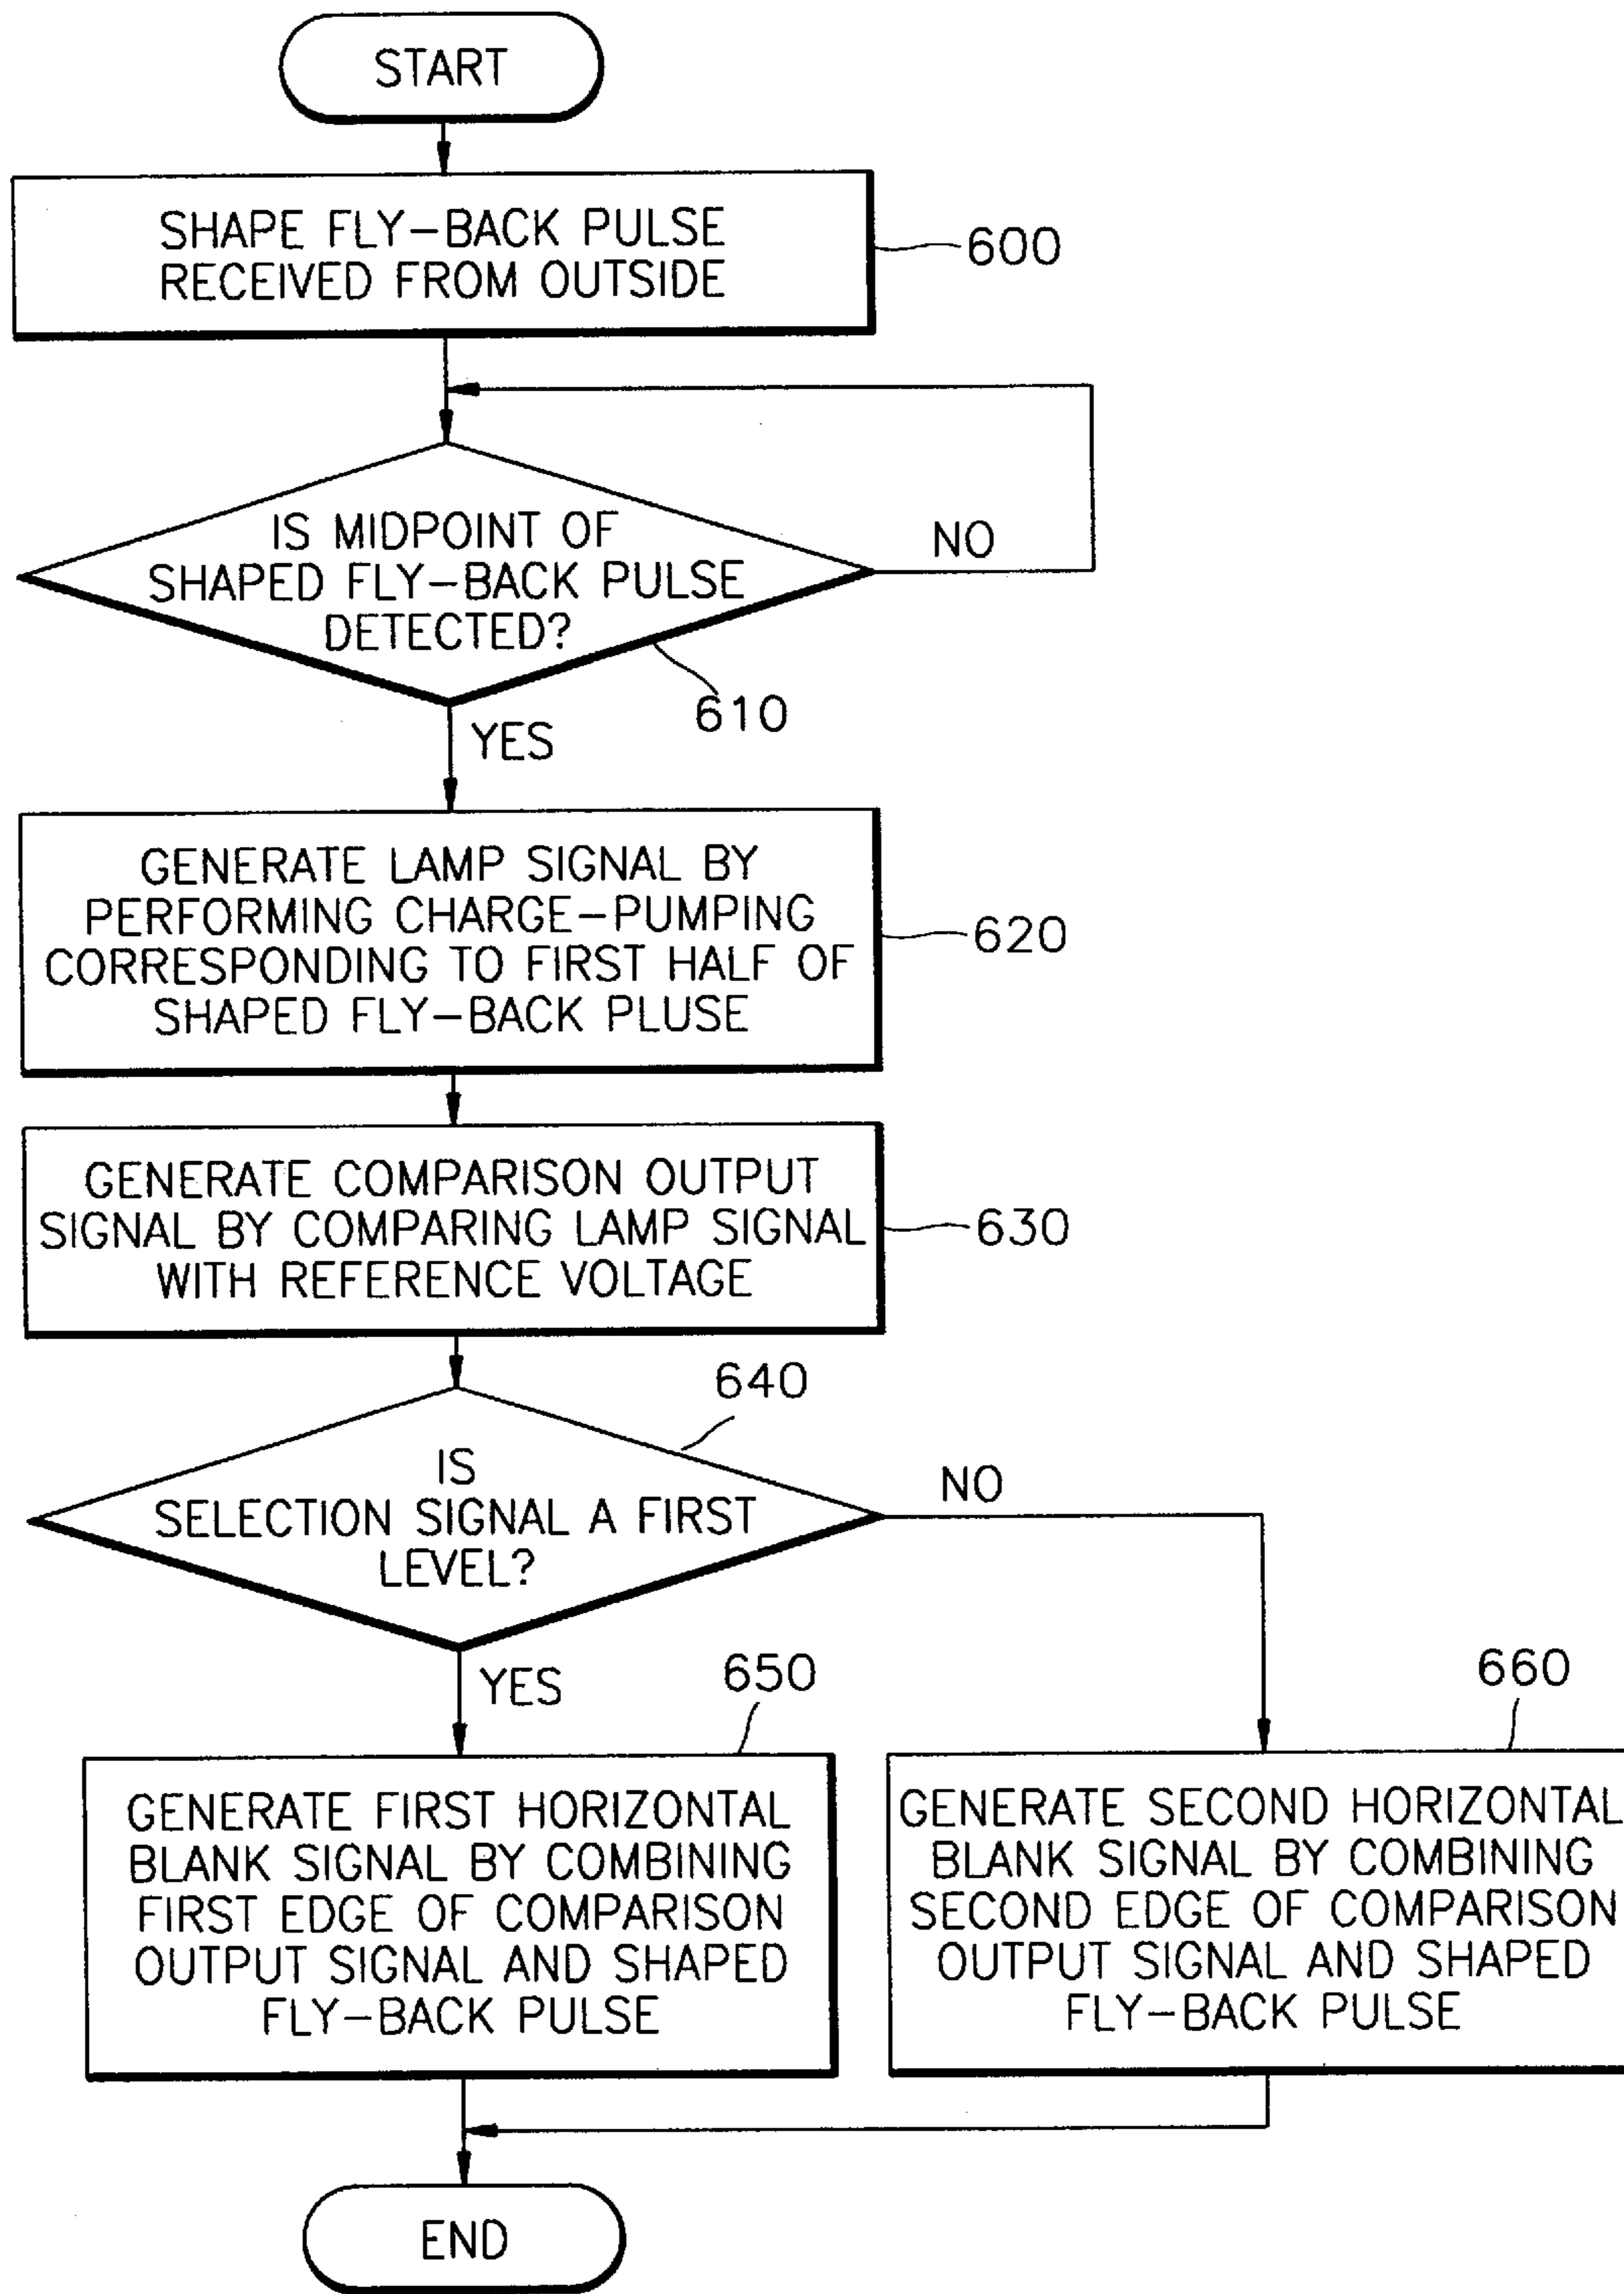 START
SHAPE FLY-BACK PULSE
RECEIVED FROM OUTSIDE
600
IS MIDPOINT OF
SHAPED FLY-BACK PULSE
DETECTED?
NO
610
YES
GENERATE LAMP SIGNAL BY
PERFORMING CHARGE-PUMPING
CORRESPONDING TO FIRST HALF OF
SHAPED FLY-BACK PLUSE
620
GENERATE COMPARISON OUTPUT
SIGNAL BY COMPARING LAMP SIGNAL
WITH REFERENCE VOLTAGE
630
640
IS
SELECTION SIGNAL A FIRST
LEVEL?
NO
YES
650
660
GENERATE FIRST HORIZONTAL
BLANK SIGNAL BY COMBINING
FIRST EDGE OF COMPARISON
OUTPUT SIGNAL AND SHAPED
FLY-BACK PULSE
GENERATE SECOND HORIZONTAL
BLANK SIGNAL BY COMBINING
SECOND EDGE OF COMPARISON
OUTPUT SIGNAL AND SHAPED
FLY-BACK PULSE
END